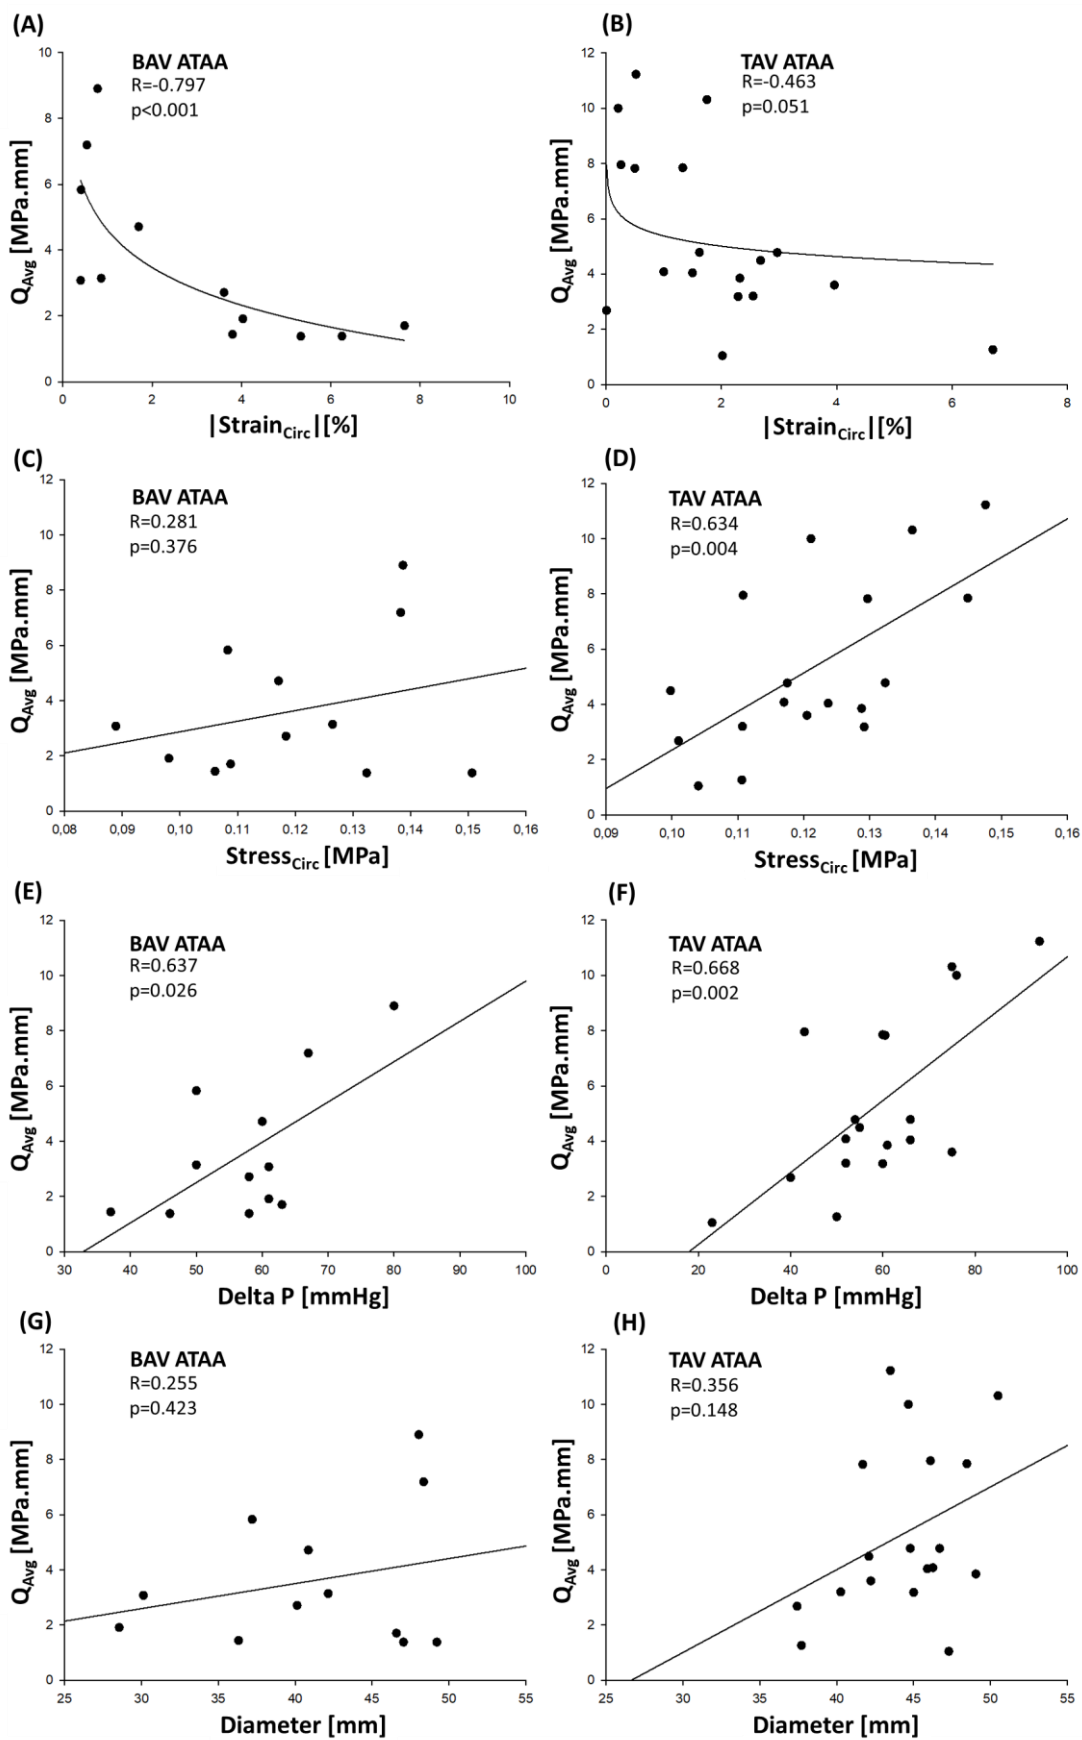 (A)
BAV ATAA
R=-0.797
p<0.001
Q_Avg [MPa.mm]
10
8
6
4
2
0
0 2 4 6 8 10
|Strain_Circ| [%]
(B)
TAV ATAA
R=-0.463
p=0.051
Q_Avg [MPa.mm]
12
10
8
6
4
2
0
0 2 4 6 8
|Strain_Circ| [%]
(C)
BAV ATAA
R=0.281
p=0.376
Q_Avg [MPa.mm]
12
10
8
6
4
2
0
0,08 0,09 0,10 0,11 0,12 0,13 0,14 0,15 0,16
Stress_Circ [MPa]
(D)
TAV ATAA
R=0.634
p=0.004
Q_Avg [MPa.mm]
12
10
8
6
4
2
0
0,09 0,10 0,11 0,12 0,13 0,14 0,15 0,16
Stress_Circ [MPa]
(E)
BAV ATAA
R=0.637
p=0.026
Q_Avg [MPa.mm]
12
10
8
6
4
2
0
30 40 50 60 70 80 90 100
Delta P [mmHg]
(F)
TAV ATAA
R=0.668
p=0.002
Q_Avg [MPa.mm]
12
10
8
6
4
2
0
0 20 40 60 80 100
Delta P [mmHg]
(G)
BAV ATAA
R=0.255
p=0.423
Q_Avg [MPa.mm]
12
10
8
6
4
2
0
25 30 35 40 45 50 55
Diameter [mm]
(H)
TAV ATAA
R=0.356
p=0.148
Q_Avg [MPa.mm]
12
10
8
6
4
2
0
25 30 35 40 45 50 55
Diameter [mm]